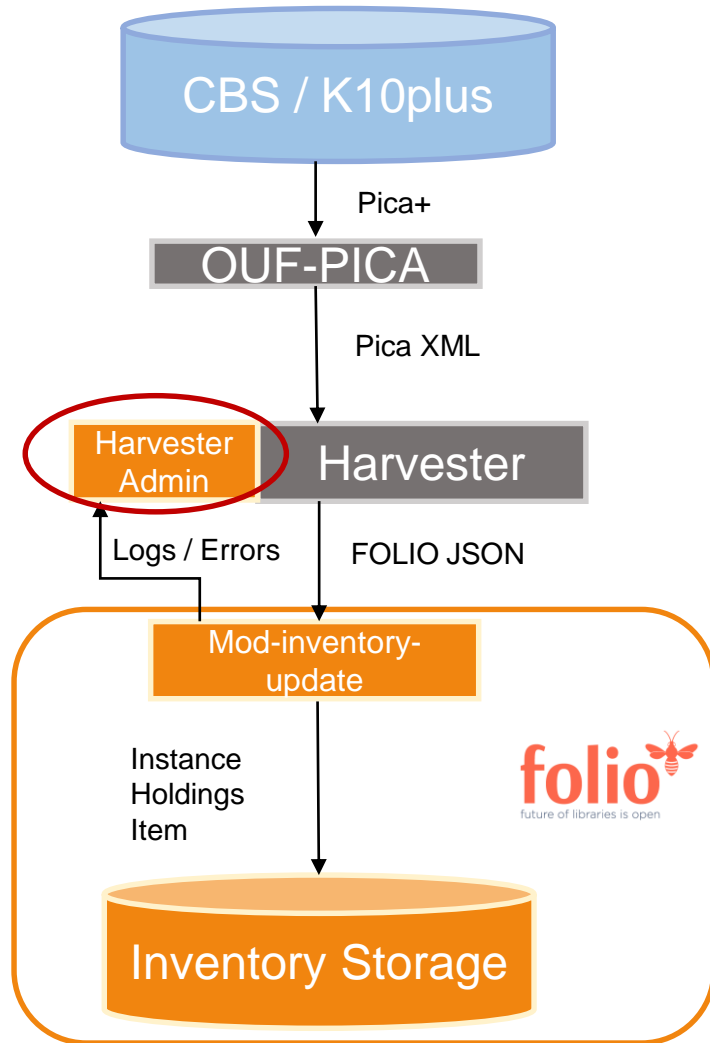 CBS / K10plus
Pica+
OUF-PICA
Pica XML
Harvester
Admin
Harvester
Logs / Errors
FOLIO JSON
Mod-inventory-
update
Instance
Holdings
Item
folio
future of libraries is open
Inventory Storage